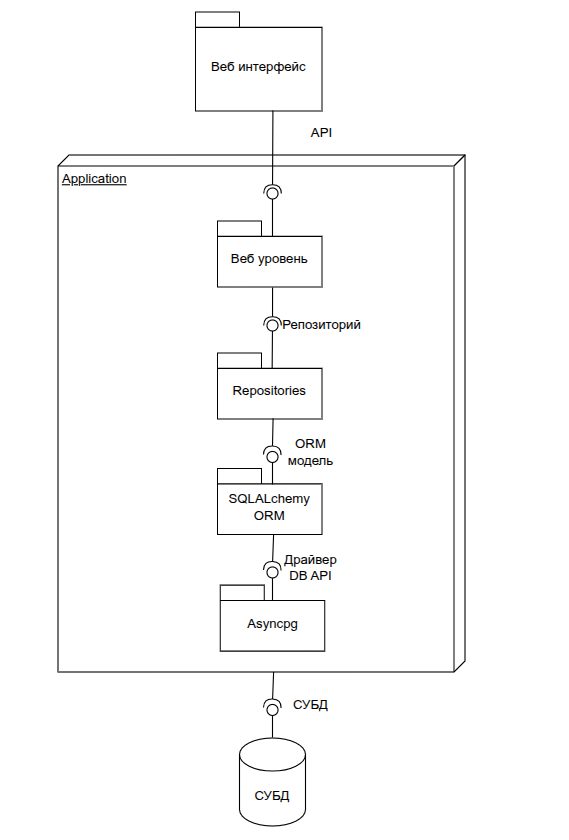 Веб интерфейс
API
Application
Веб уровень
Репозиторий
Repositories
ORM
модель
SQLALchemy
ORM
Драйвер
DB API
Asyncpg
СУБД
СУБД